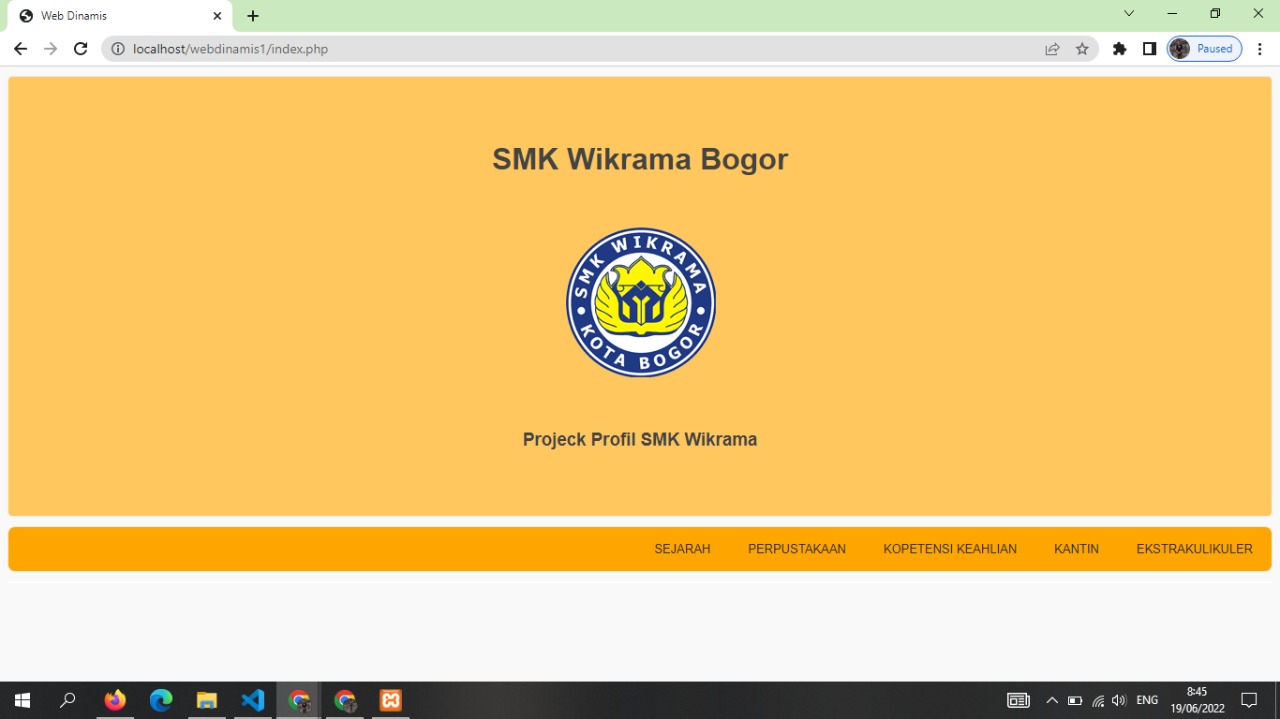 Web Dinamis
localhost/webdinamis1/index.php
Paused
SMK Wikrama Bogor
SMK WIKRAMA
KOTA BOGOR
Projeck Profil SMK Wikrama
SEJARAH PERPUSTAKAAN KOPETENSI KEAHLIAN KANTIN EKSTRAKULIKULER
ENG
8:45
19/06/2022